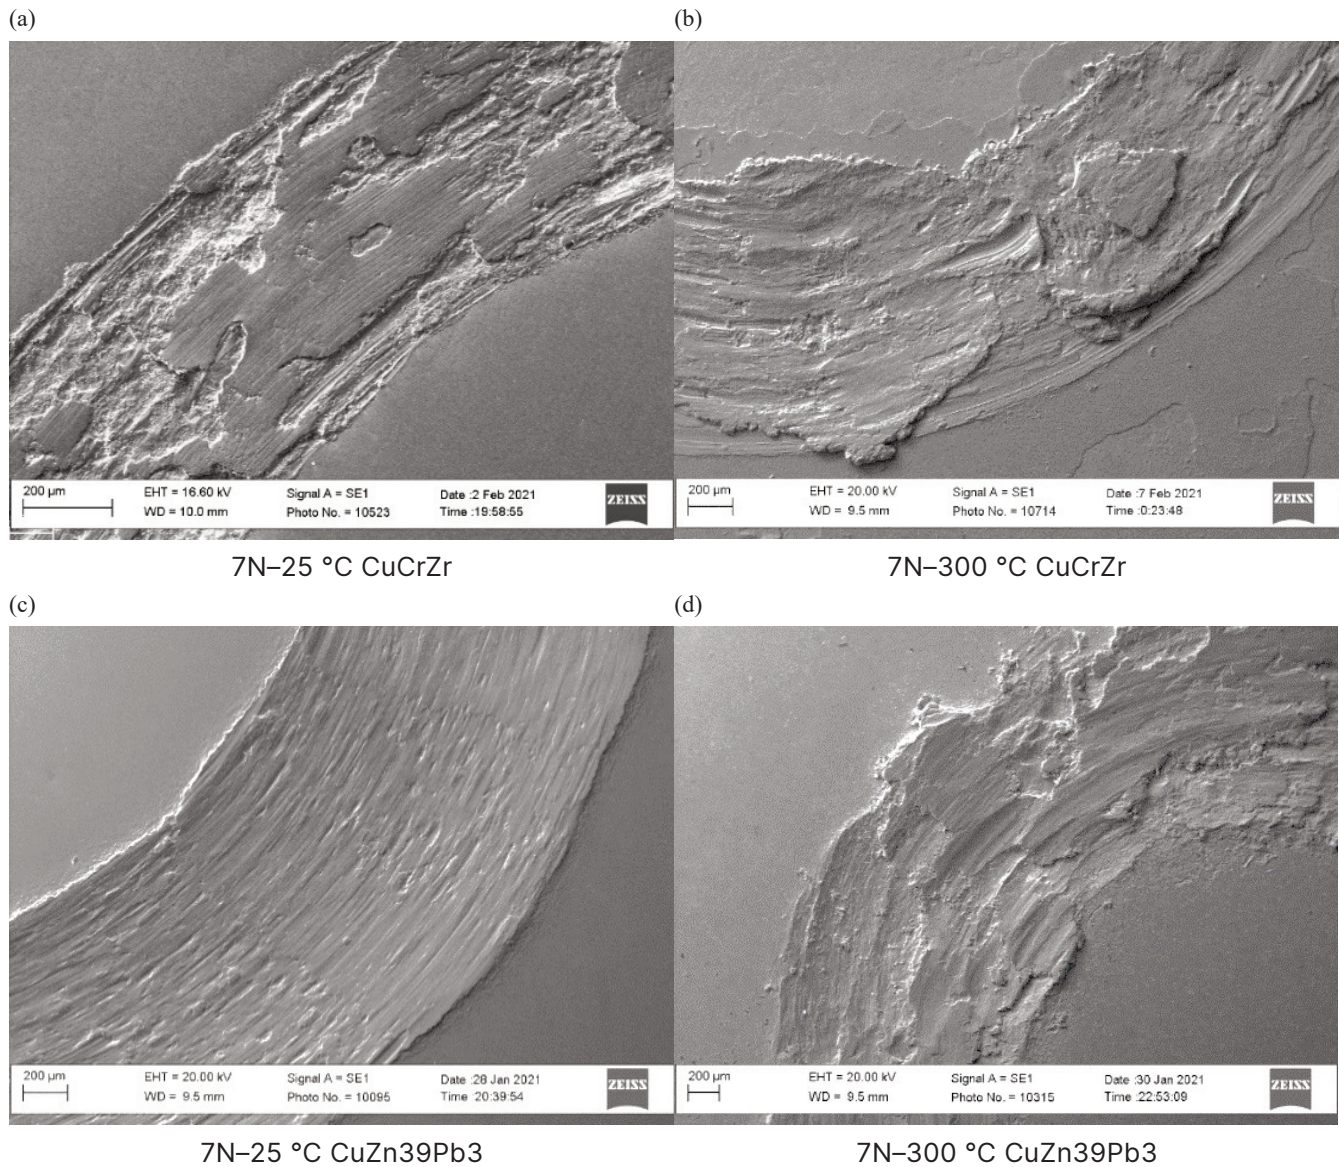 (a)
(b)
200 µm
EHT = 16.60 kV
Signal A = SE1
Date :2 Feb 2021
ZEISS
WD = 10.0 mm
Photo No. = 10523
Time :19:58:55
200 µm
EHT = 20.00 kV
Signal A = SE1
Date :7 Feb 2021
ZEISS
WD = 9.5 mm
Photo No. = 10714
Time :0:23:48
7N–25 °C CuCrZr
7N–300 °C CuCrZr
(c)
(d)
200 µm
EHT = 20.00 kV
Signal A = SE1
Date :28 Jan 2021
ZEISS
WD = 9.5 mm
Photo No. = 10095
Time :20:39:54
200 µm
EHT = 20.00 kV
Signal A = SE1
Date :30 Jan 2021
ZEISS
WD = 9.5 mm
Photo No. = 10315
Time :22:53:09
7N–25 °C CuZn39Pb3
7N–300 °C CuZn39Pb3